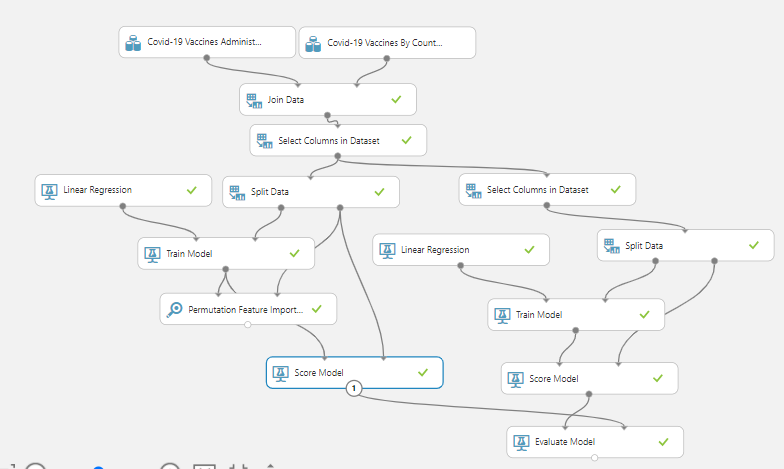 Covid-19 Vaccines Administ...
Covid-19 Vaccines By Count...
Join Data
Select Columns in Dataset
Linear Regression
Split Data
Select Columns in Dataset
Train Model
Linear Regression
Split Data
Permutation Feature Import...
Train Model
Score Model
1
Score Model
Evaluate Model